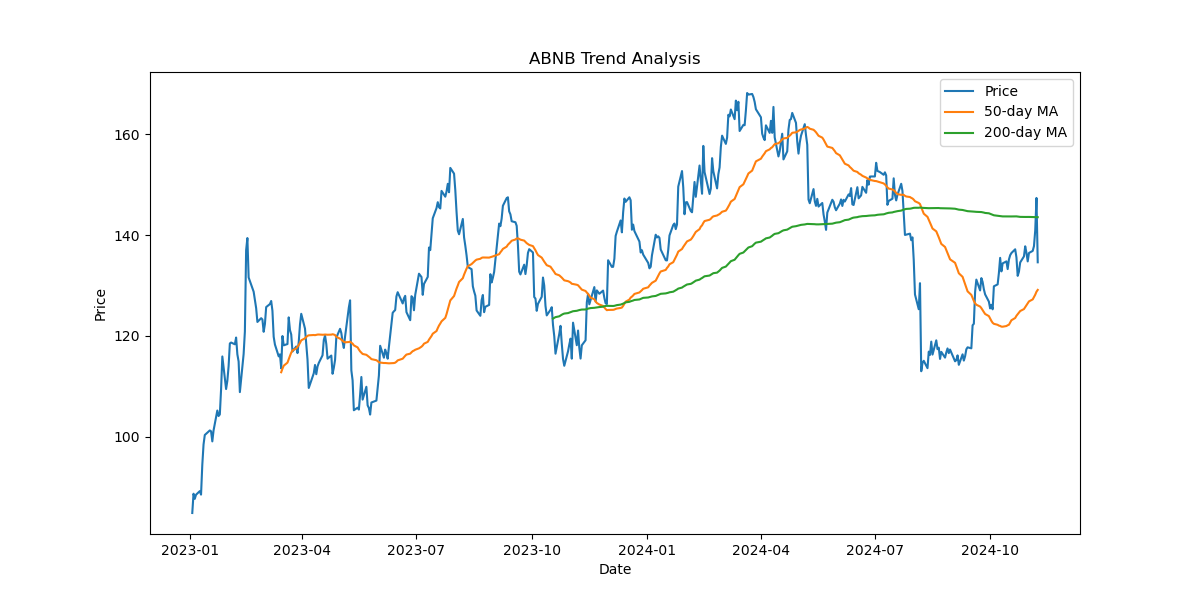 ABNB Trend Analysis
Price
50-day MA
200-day MA
160
140
120
100
Price
2023-01
2023-04
2023-07
2023-10
2024-01
2024-04
2024-07
2024-10
Date